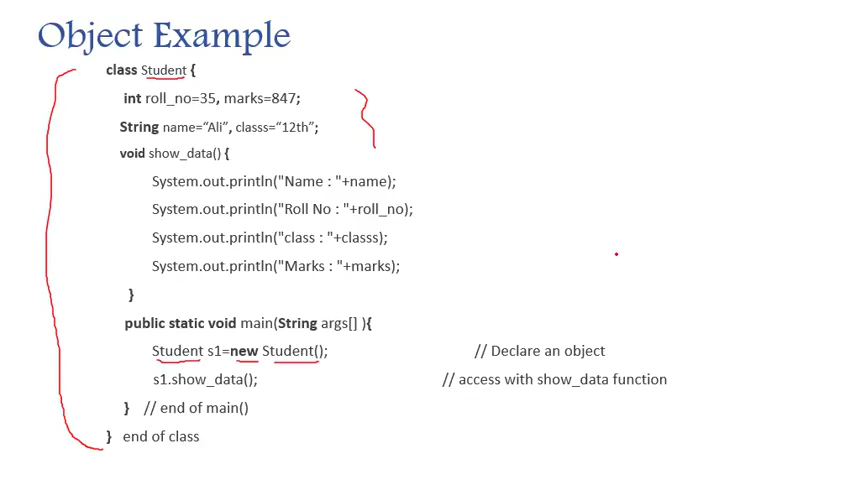 Object Example
class Student {
int roll_no=35, marks=847;
String name=“Ali”, classs=“12th”;
void show_data() {
System.out.println("Name : "+name);
System.out.println("Roll No : "+roll_no);
System.out.println("class : "+classs);
System.out.println("Marks : "+marks);
}
public static void main(String args[] ){
Student s1=new Student(); // Declare an object
s1.show_data(); // access with show_data function
} // end of main()
} end of class